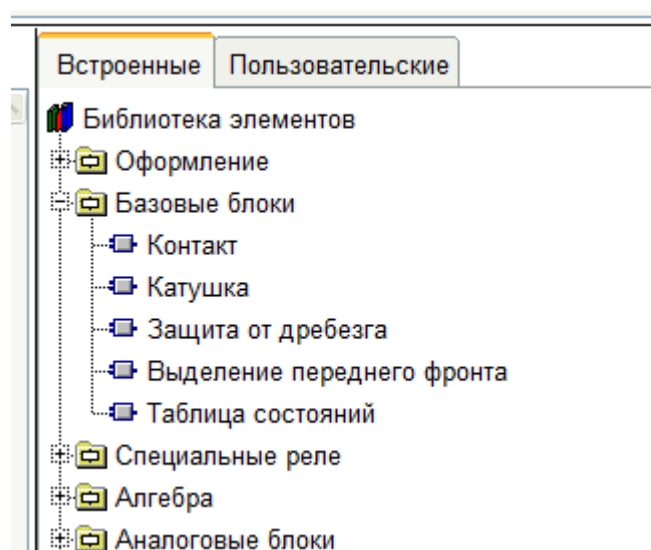 Встроенные Пользовательские
Библиотека элементов
Оформление
Базовые блоки
Контакт
Катушка
Защита от дребезга
Выделение переднего фронта
Таблица состояний
Специальные реле
Алгебра
Аналоговые блоки